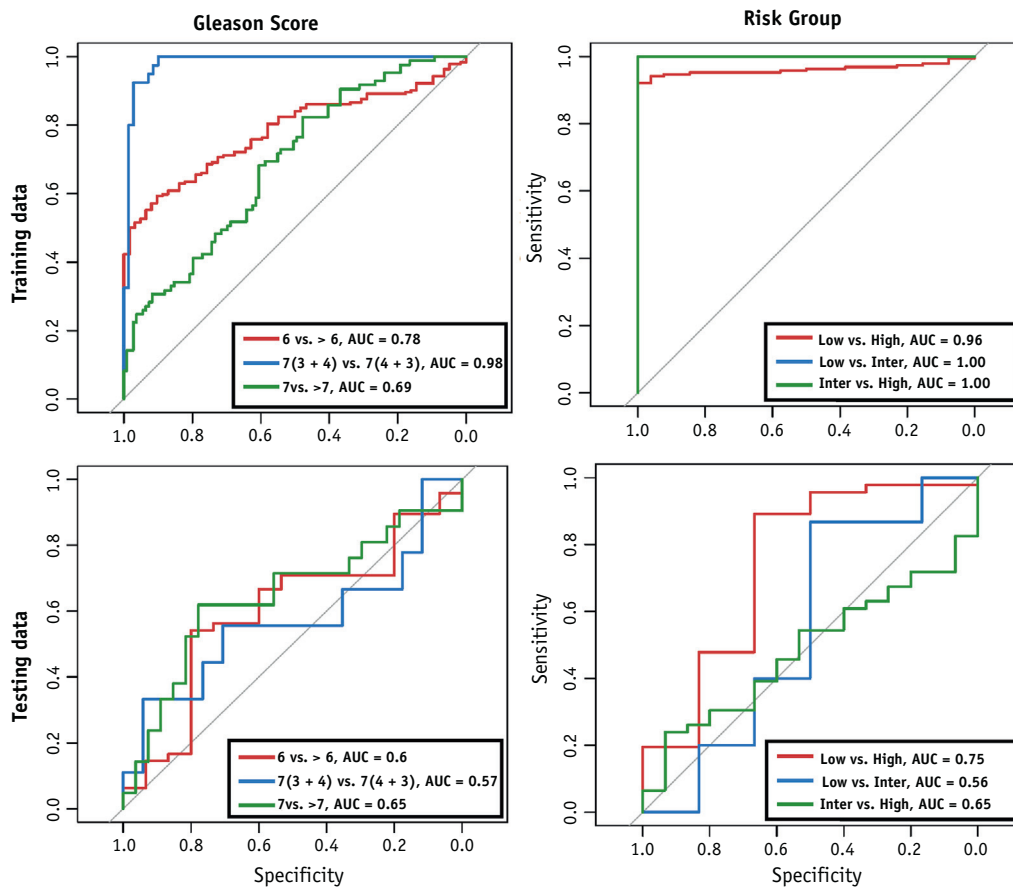 Gleason Score
Training data
1.0
0.8
0.6
0.4
0.2
0.0
6 vs. > 6, AUC = 0.78
7(3 + 4) vs. 7(4 + 3), AUC = 0.98
7vs. >7, AUC = 0.69
1.0 0.8 0.6 0.4 0.2 0.0
Risk Group
Sensitivity
1.0
0.8
0.6
0.4
0.2
0.0
Low vs. High, AUC = 0.96
Low vs. Inter, AUC = 1.00
Inter vs. High, AUC = 1.00
1.0 0.8 0.6 0.4 0.2 0.0
Testing data
1.0
0.8
0.6
0.4
0.2
0.0
6 vs. > 6, AUC = 0.6
7(3 + 4) vs. 7(4 + 3), AUC = 0.57
7vs. >7, AUC = 0.65
1.0 0.8 0.6 0.4 0.2 0.0
Specificity
Sensitivity
1.0
0.8
0.6
0.4
0.2
0.0
Low vs. High, AUC = 0.75
Low vs. Inter, AUC = 0.56
Inter vs. High, AUC = 0.65
1.0 0.8 0.6 0.4 0.2 0.0
Specificity